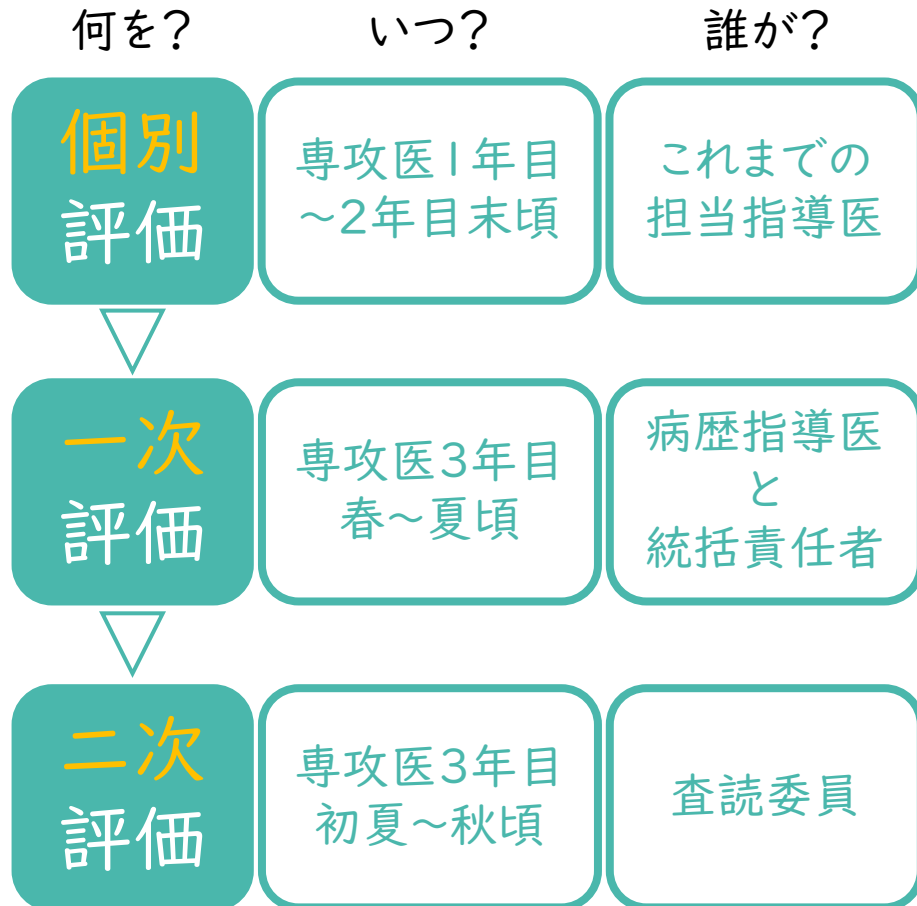 何を？
いつ？
誰が？
個別
評価
専攻医1年目
～2年目末頃
これまでの
担当指導医
一次
評価
専攻医3年目
春～夏頃
病歴指導医
と
統括責任者
二次
評価
専攻医3年目
初夏～秋頃
査読委員